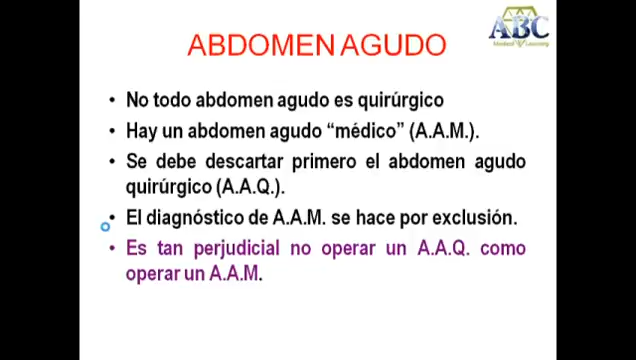 ABC
Medical Learning
ABDOMEN AGUDO
• No todo abdomen agudo es quirúrgico
• Hay un abdomen agudo “médico” (A.A.M.).
• Se debe descartar primero el abdomen agudo
quirúrgico (A.A.Q.).
• El diagnóstico de A.A.M. se hace por exclusión.
• Es tan perjudicial no operar un A.A.Q. como
operar un A.A.M.